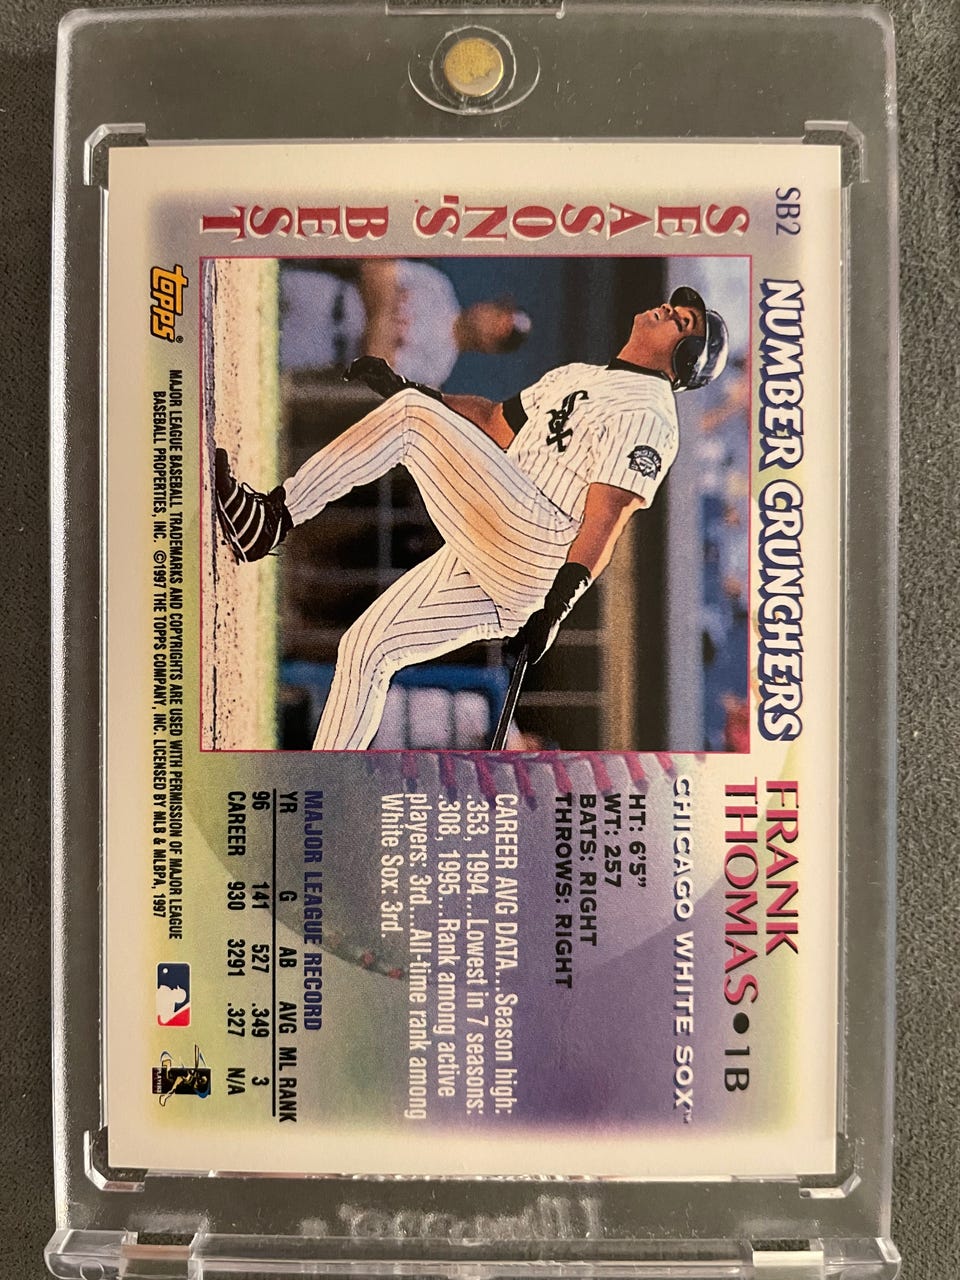 SB2
NUMBER CRUNCHERS
SEASON'S BEST
FRANK
THOMAS • 1B
CHICAGO WHITE SOX™
HT: 6'5"
WT: 257
BATS: RIGHT
THROWS: RIGHT
CAREER AVG DATA...Season high:
.353, 1994...Lowest in 7 seasons:
.308, 1995...Rank among active
players: 3rd...All-time rank among
White Sox: 3rd.
MAJOR LEAGUE RECORD
YR G AB AVG ML RANK
96 141 527 .349 3
CAREER 930 3291 .327 N/A
Sox
topps®
MAJOR LEAGUE BASEBALL TRADEMARKS AND COPYRIGHTS ARE USED WITH PERMISSION OF MAJOR LEAGUE
BASEBALL PROPERTIES, INC. ©1997 THE TOPPS COMPANY, INC. LICENSED BY MLB & MLBPA, 1997